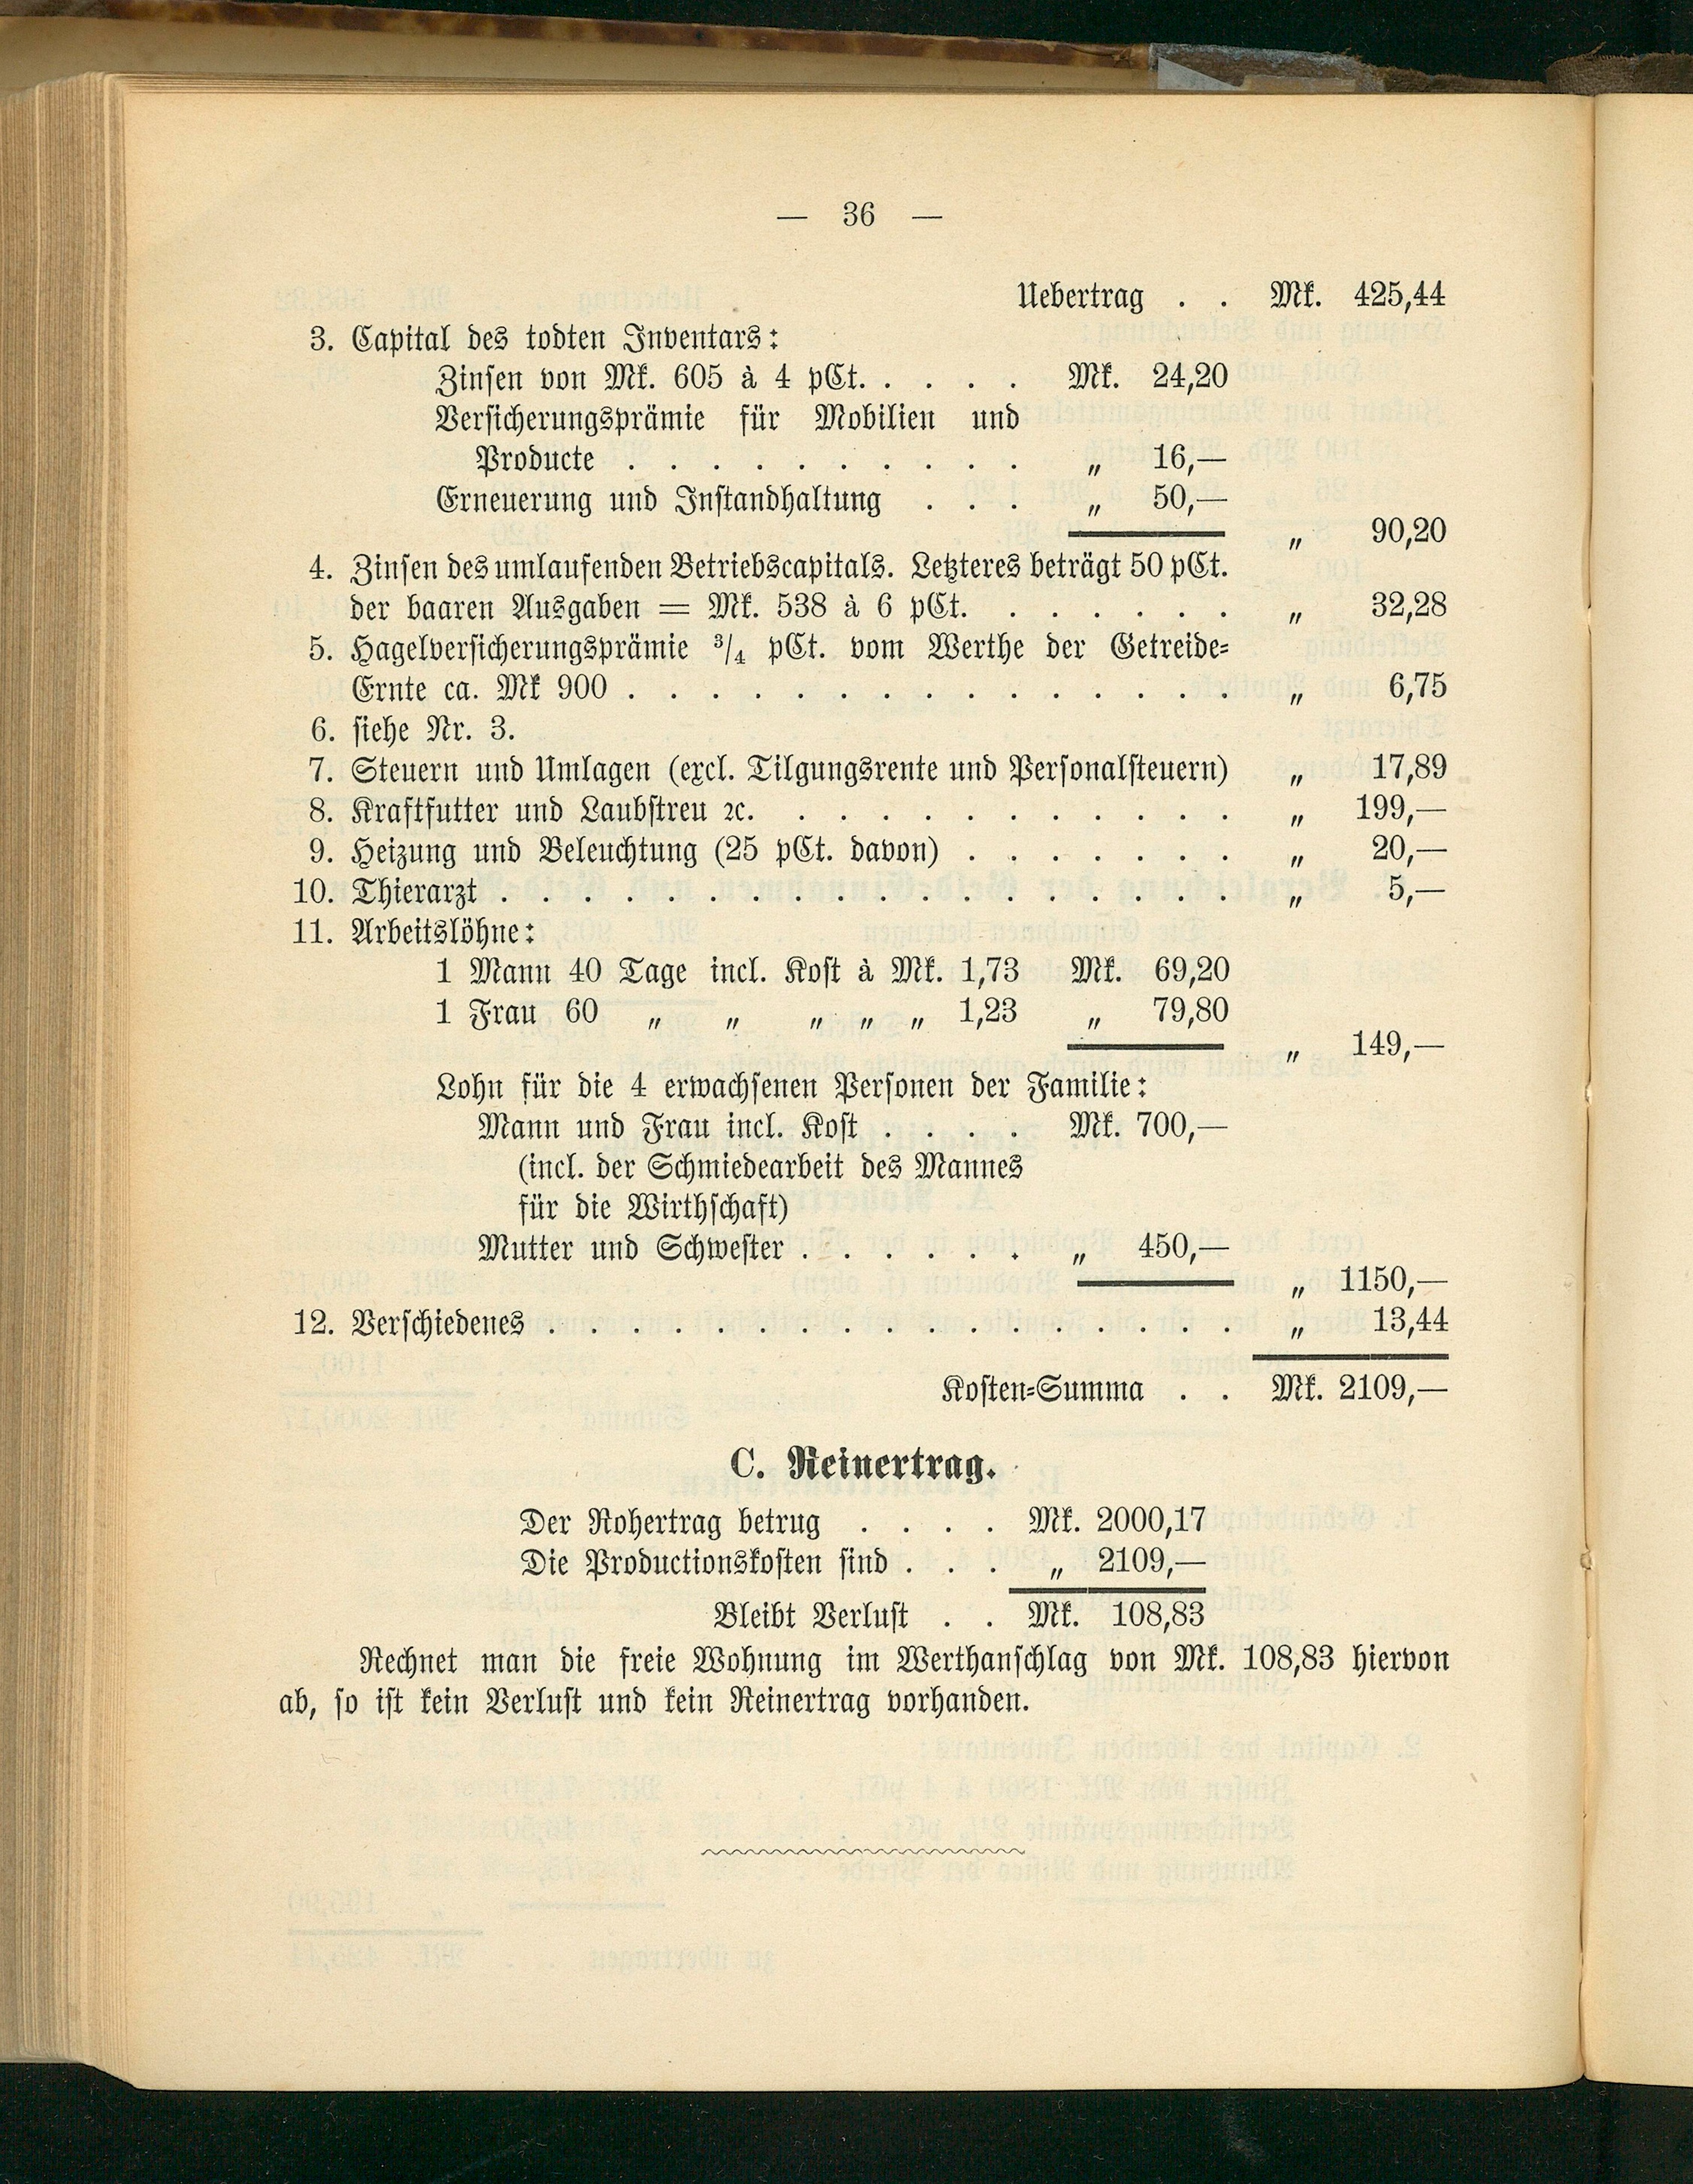 — 36 —
Uebertrag . . Mk. 425,44
3. Capital des todten Inventars:
Zinsen von Mk. 605 à 4 pCt. . . . . Mk. 24,20
Versicherungsprämie für Mobilien und
Producte . . . . . . . . . . „ 16,—
Erneuerung und Instandhaltung . . . „ 50,—
„ 90,20
4. Zinsen des umlaufenden Betriebscapitals. Letzteres beträgt 50 pCt.
der baaren Ausgaben = Mk. 538 à 6 pCt. . . . . . . „ 32,28
5. Hagelversicherungsprämie 3/4 pCt. vom Werthe der Getreide-
Ernte ca. Mk 900 . . . . . . . . . . . . . . . „ 6,75
6. siehe Nr. 3.
7. Steuern und Umlagen (excl. Tilgungsrente und Personalsteuern) „ 17,89
8. Kraftfutter und Laubstreu ꝛc. . . . . . . . . . . . „ 199,—
9. Heizung und Beleuchtung (25 pCt. davon) . . . . . . . „ 20,—
10. Thierarzt . . . . . . . . . . . . . . . . . . „ 5,—
11. Arbeitslöhne:
1 Mann 40 Tage incl. Kost à Mk. 1,73 Mk. 69,20
1 Frau 60 „ „ „ „ „ 1,23 „ 79,80
„ 149,—
Lohn für die 4 erwachsenen Personen der Familie:
Mann und Frau incl. Kost . . . . Mk. 700,—
(incl. der Schmiedearbeit des Mannes
für die Wirthschaft)
Mutter und Schwester . . . . . . „ 450,—
„ 1150,—
12. Verschiedenes . . . . . . . . . . . . . . . . . „ 13,44
Kosten-Summa . . Mk. 2109,—
C. Reinertrag.
Der Rohertrag betrug . . . . Mk. 2000,17
Die Productionskosten sind . . . „ 2109,—
Bleibt Verlust . . Mk. 108,83
Rechnet man die freie Wohnung im Werthanschlag von Mk. 108,83 hiervon
ab, so ist kein Verlust und kein Reinertrag vorhanden.